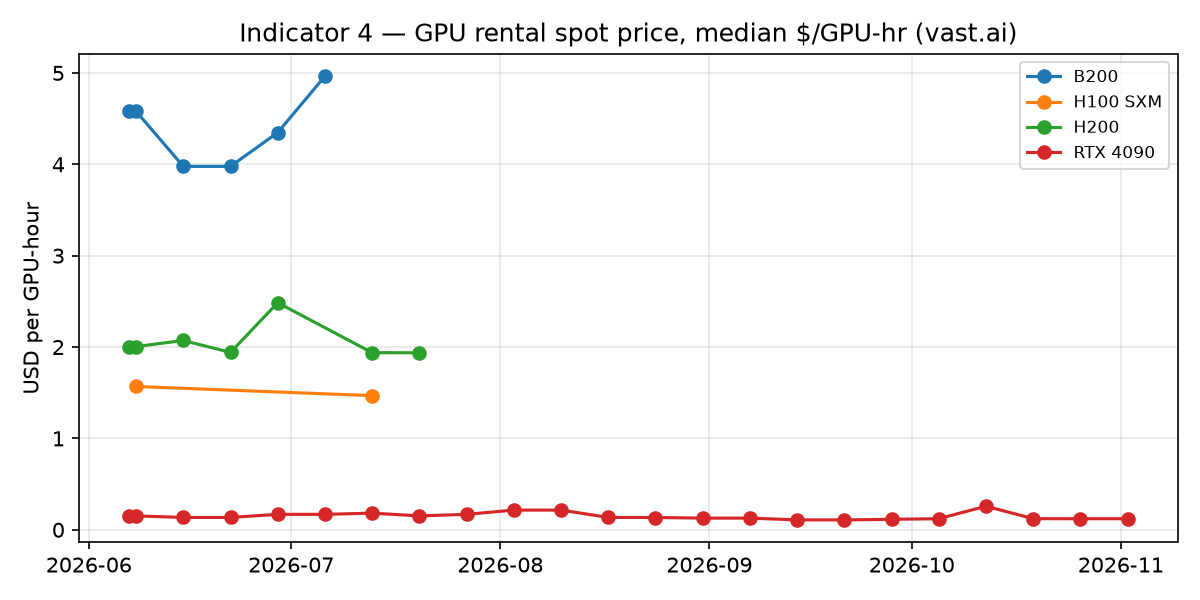 Indicator 4 — GPU rental spot price, median $/GPU-hr (vast.ai)
B200
H100 SXM
H200
RTX 4090
USD per GPU-hour
5
4
3
2
1
0
2026-06
2026-07
2026-08
2026-09
2026-10
2026-11